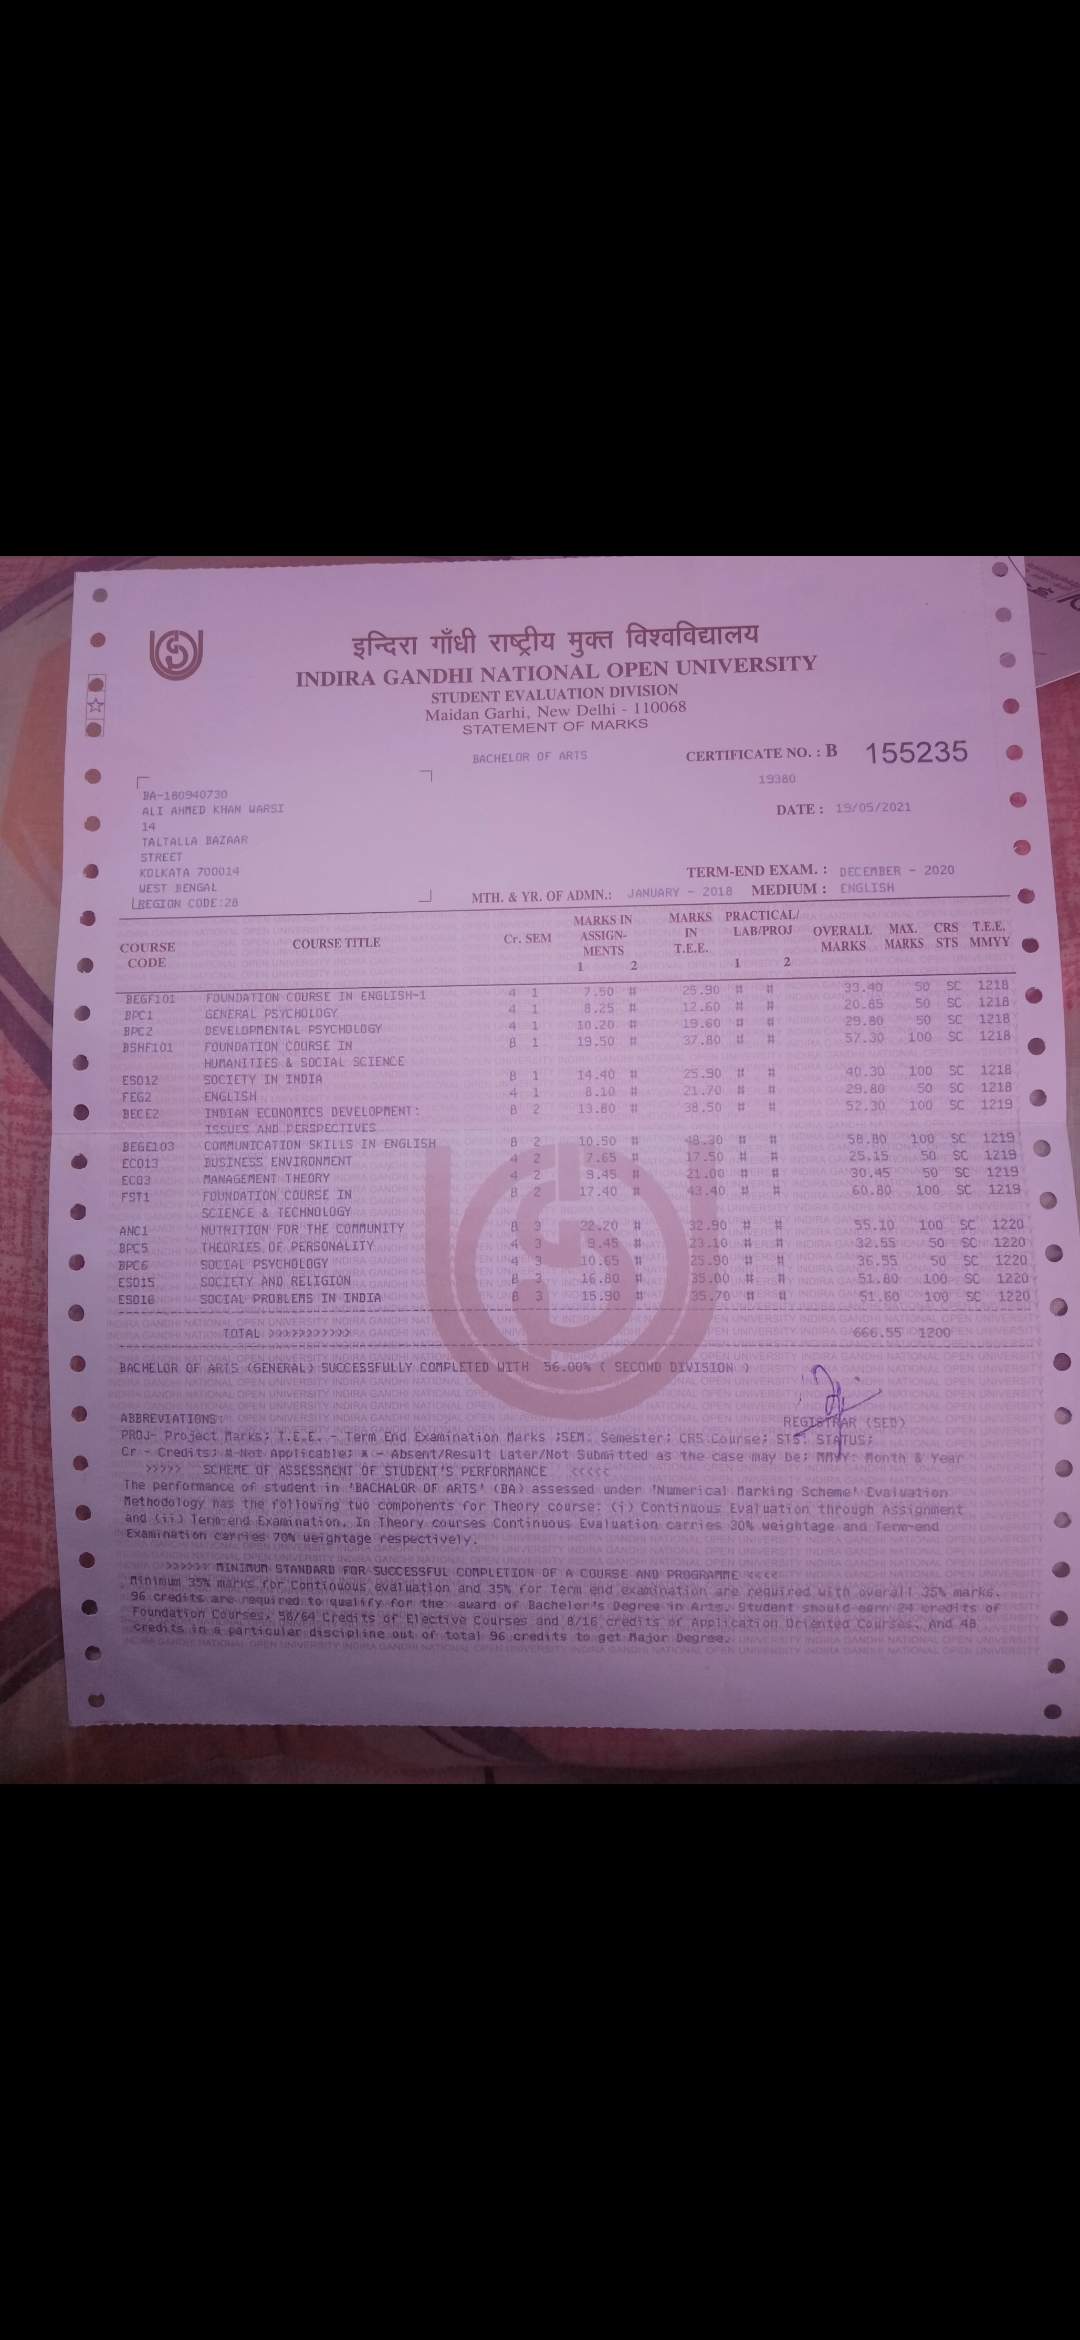 इन्दिरा गाँधी राष्ट्रीय मुक्त विश्वविद्यालय
INDIRA GANDHI NATIONAL OPEN UNIVERSITY
STUDENT EVALUATION DIVISION
Maidan Garhi, New Delhi - 110068
STATEMENT OF MARKS
BACHELOR OF ARTS CERTIFICATE NO. : B 155235
19380
BA-180940730
ALI AHMED KHAN WARSI DATE : 19/05/2021
14
TALTALLA BAZAAR
STREET
KOLKATA 700014 TERM-END EXAM. : DECEMBER - 2020
WEST BENGAL MTH. & YR. OF ADMN.: JANUARY - 2018 MEDIUM : ENGLISH
REGION CODE:28
COURSE CODE COURSE TITLE Cr. SEM MARKS IN ASSIGN-MENTS 1 2 MARKS IN T.E.E. PRACTICAL/ LAB/PROJ 1 2 OVERALL MARKS MAX. MARKS CRS STS T.E.E. MMYY
BEGF101 FOUNDATION COURSE IN ENGLISH-1 4 1 7.50 # 25.90 # # 33.40 50 SC 1218
BPC1 GENERAL PSYCHOLOGY 4 1 8.25 # 12.60 # # 20.85 50 SC 1218
BPC2 DEVELOPMENTAL PSYCHOLOGY 4 1 10.20 # 19.60 # # 29.80 50 SC 1218
BSHF101 FOUNDATION COURSE IN 8 1 19.50 # 37.80 # # 57.30 100 SC 1218
HUMANITIES & SOCIAL SCIENCE
ESO12 SOCIETY IN INDIA 8 1 14.40 # 25.90 # # 40.30 100 SC 1218
FEG2 ENGLISH 4 1 8.10 # 21.70 # # 29.80 50 SC 1218
BECE2 INDIAN ECONOMICS DEVELOPMENT: 8 2 13.80 # 38.50 # # 52.30 100 SC 1219
ISSUES AND PERSPECTIVES
BEGE103 COMMUNICATION SKILLS IN ENGLISH 8 2 10.50 # 48.30 # # 58.80 100 SC 1219
ECO13 BUSINESS ENVIRONMENT 4 2 7.65 # 17.50 # # 25.15 50 SC 1219
ECO3 MANAGEMENT THEORY 4 2 9.45 # 21.00 # # 30.45 50 SC 1219
FST1 FOUNDATION COURSE IN 8 2 17.40 # 43.40 # # 60.80 100 SC 1219
SCIENCE & TECHNOLOGY
ANC1 NUTRITION FOR THE COMMUNITY 8 3 22.20 # 32.90 # # 55.10 100 SC 1220
BPC5 THEORIES OF PERSONALITY 4 3 9.45 # 23.10 # # 32.55 50 SC 1220
BPC6 SOCIAL PSYCHOLOGY 4 3 10.65 # 25.90 # # 36.55 50 SC 1220
ESO15 SOCIETY AND RELIGION 8 3 16.80 # 35.00 # # 51.80 100 SC 1220
ESO16 SOCIAL PROBLEMS IN INDIA 8 3 15.90 # 35.70 # # 51.60 100 SC 1220
TOTAL >>>>>>>>>>>> 666.55 1200
BACHELOR OF ARTS (GENERAL) SUCCESSFULLY COMPLETED WITH 56.00% ( SECOND DIVISION )
ABBREVIATIONS: REGISTRAR (SED)
PROJ- Project Marks; T.E.E. - Term End Examination Marks ;SEM: Semester; CRS:Course; STS: STATUS;
Cr - Credits; #-Not Applicable; * - Absent/Result Later/Not Submitted as the case may be; MMYY: Month & Year
>>>>> SCHEME OF ASSESSMENT OF STUDENT'S PERFORMANCE <<<<<
The performance of student in 'BACHALOR OF ARTS' (BA) assessed under 'Numerical Marking Scheme' Evaluation
Methodology has the following two components for Theory course: (i) Continuous Evaluation through Assignment
and (ii) Term-end Examination. In Theory courses Continuous Evaluation carries 30% weightage and Term-end
Examination carries 70% weightage respectively.
>>>>>> MINIMUM STANDARD FOR SUCCESSFUL COMPLETION OF A COURSE AND PROGRAMME <<<<
Minimum 35% marks for Continuous evaluation and 35% for Term end examination are required with overall 35% marks.
96 credits are required to qualify for the award of Bachelor's Degree in Arts. Student should earn 24 credits of
Foundation Courses, 56/64 Credits of Elective Courses and 8/16 credits of Application Oriented Courses. And 48
credits in a particular discipline out of total 96 credits to get Major Degree.